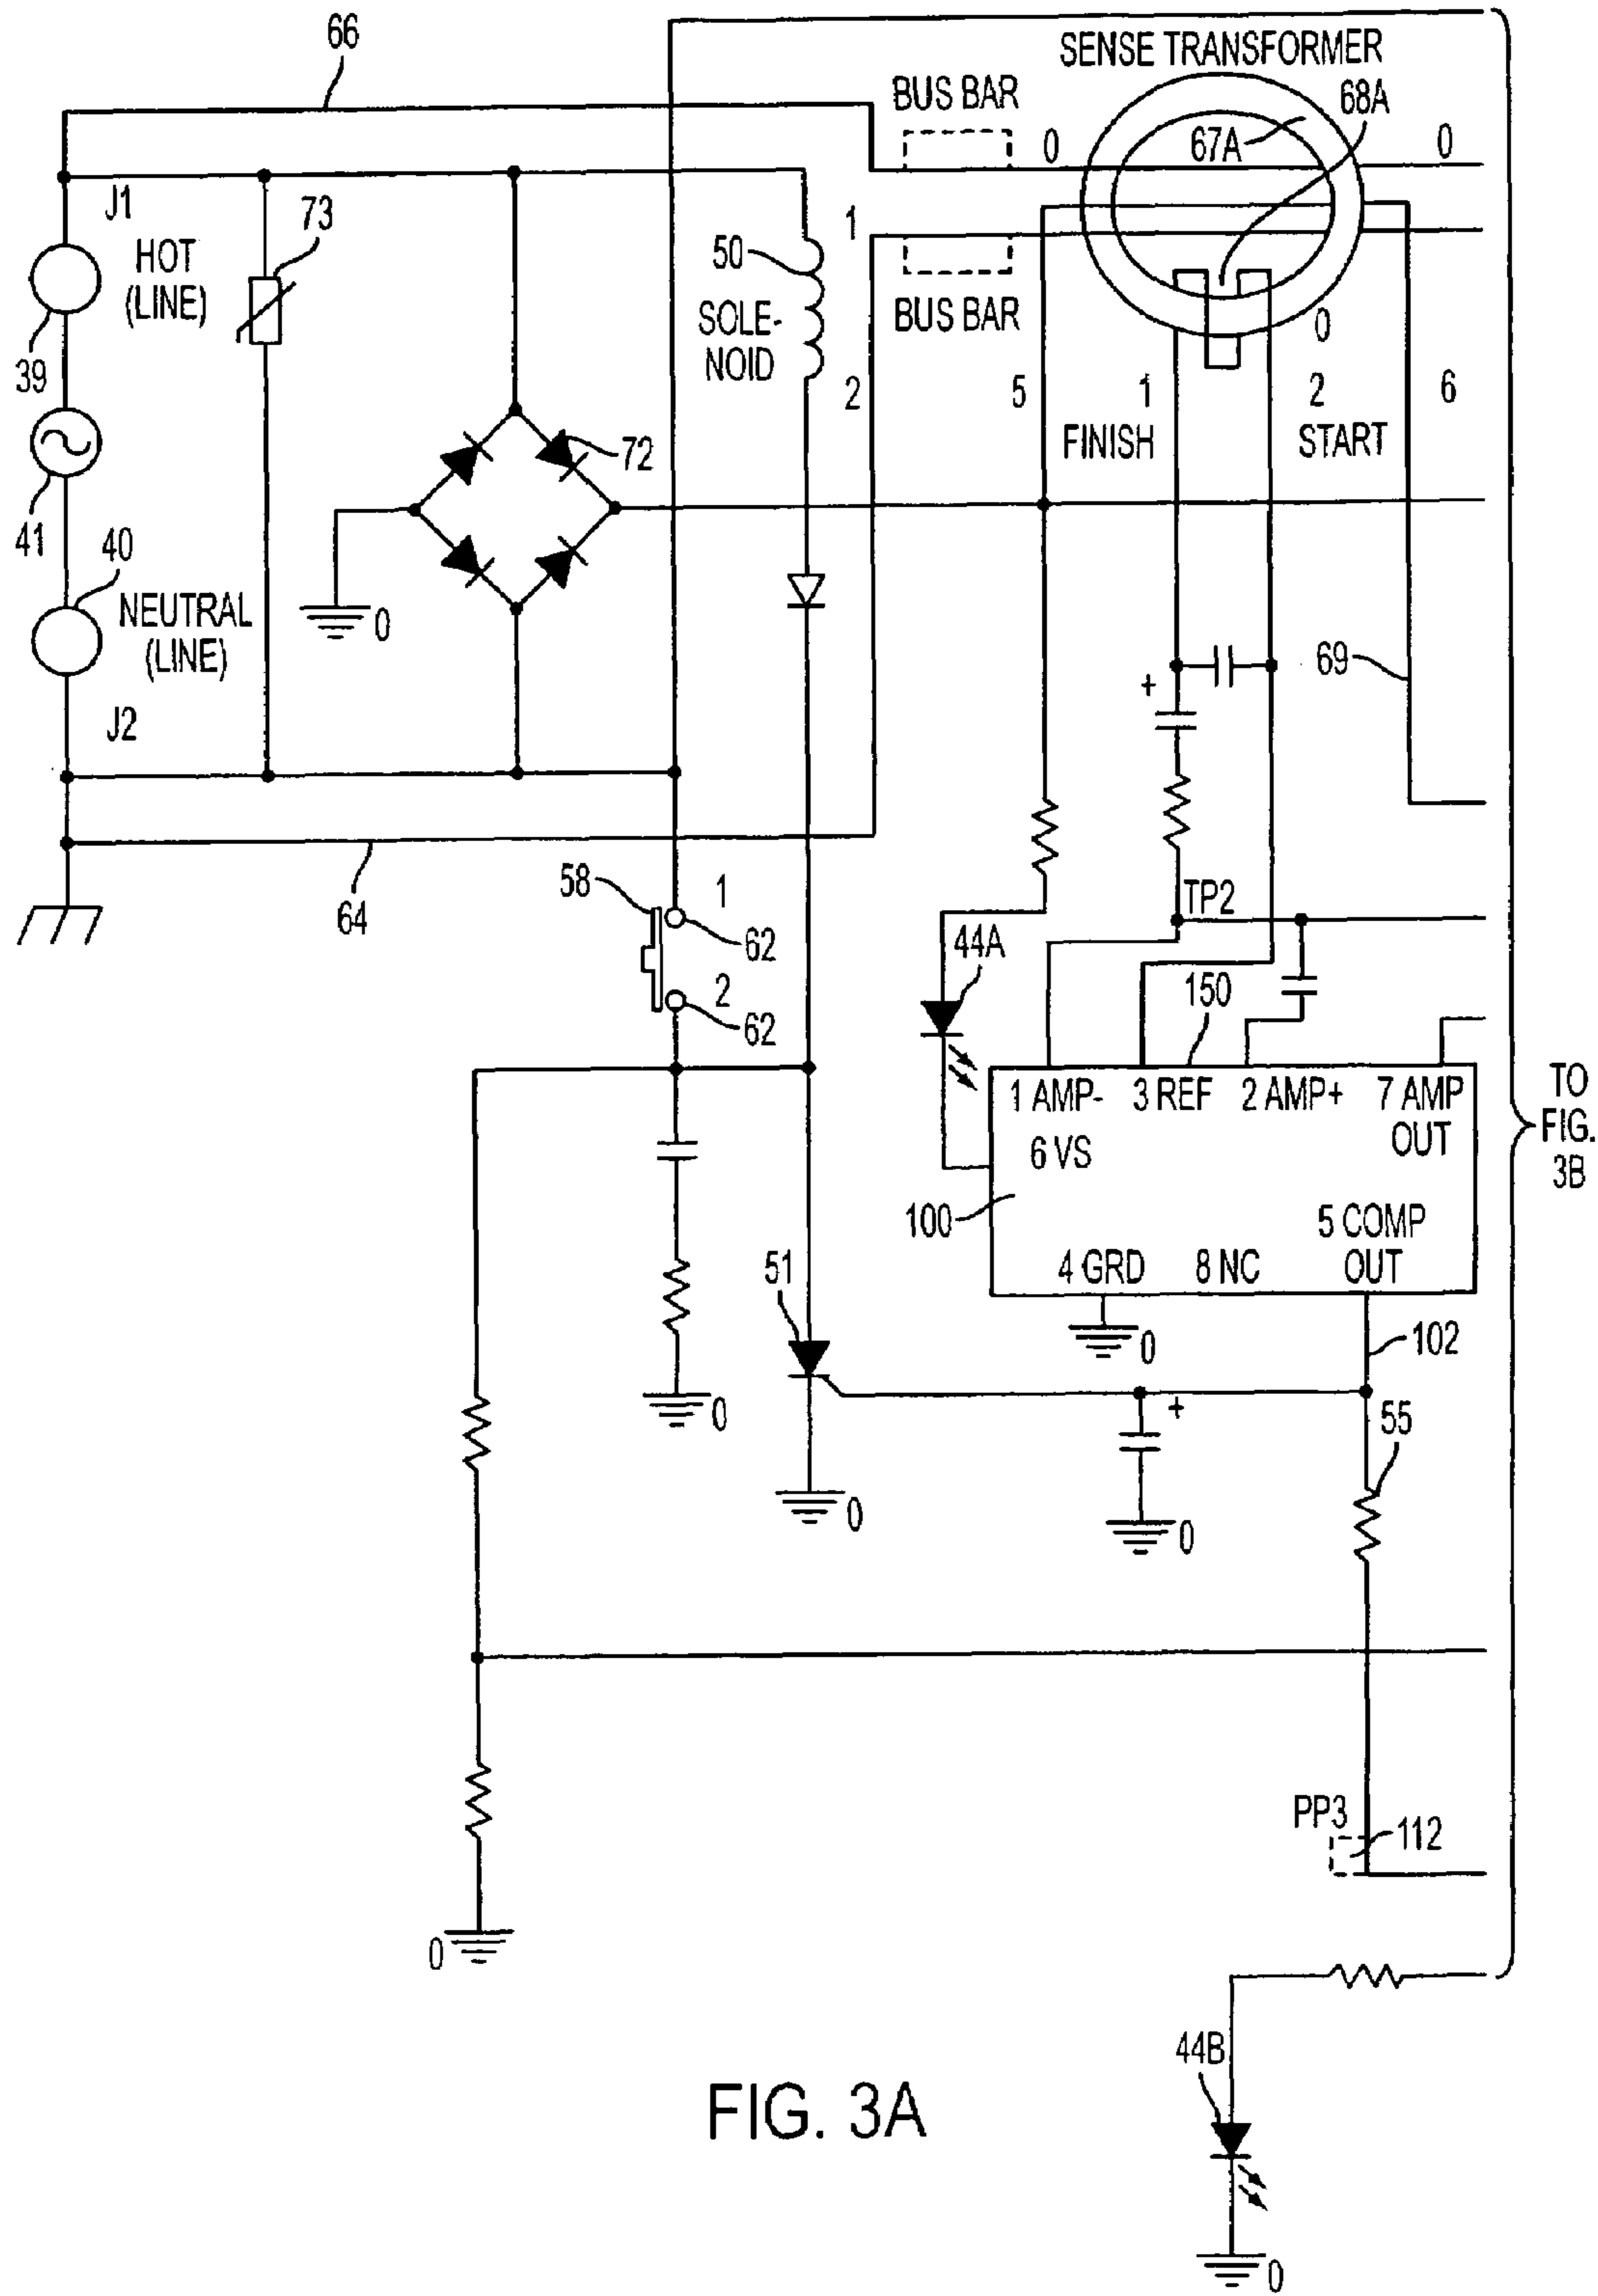 66
SENSE TRANSFORMER
BUS BAR
68A
67A
0
0
J1
73
HOT
(LINE)
1
50
SOLE-
NOID
BUS BAR
0
39
2
5
1
2
6
FINISH
START
72
41
40
NEUTRAL
(LINE)
0
69
+
J2
58
1
TP2
64
62
44A
2
150
62
1 AMP-
3 REF
2 AMP+
7 AMP
OUT
6 VS
TO
FIG.
3B
100
5 COMP
OUT
4 GRD
8 NC
51
0
102
0
+
55
0
0
PP3
112
0
44B
FIG. 3A
0